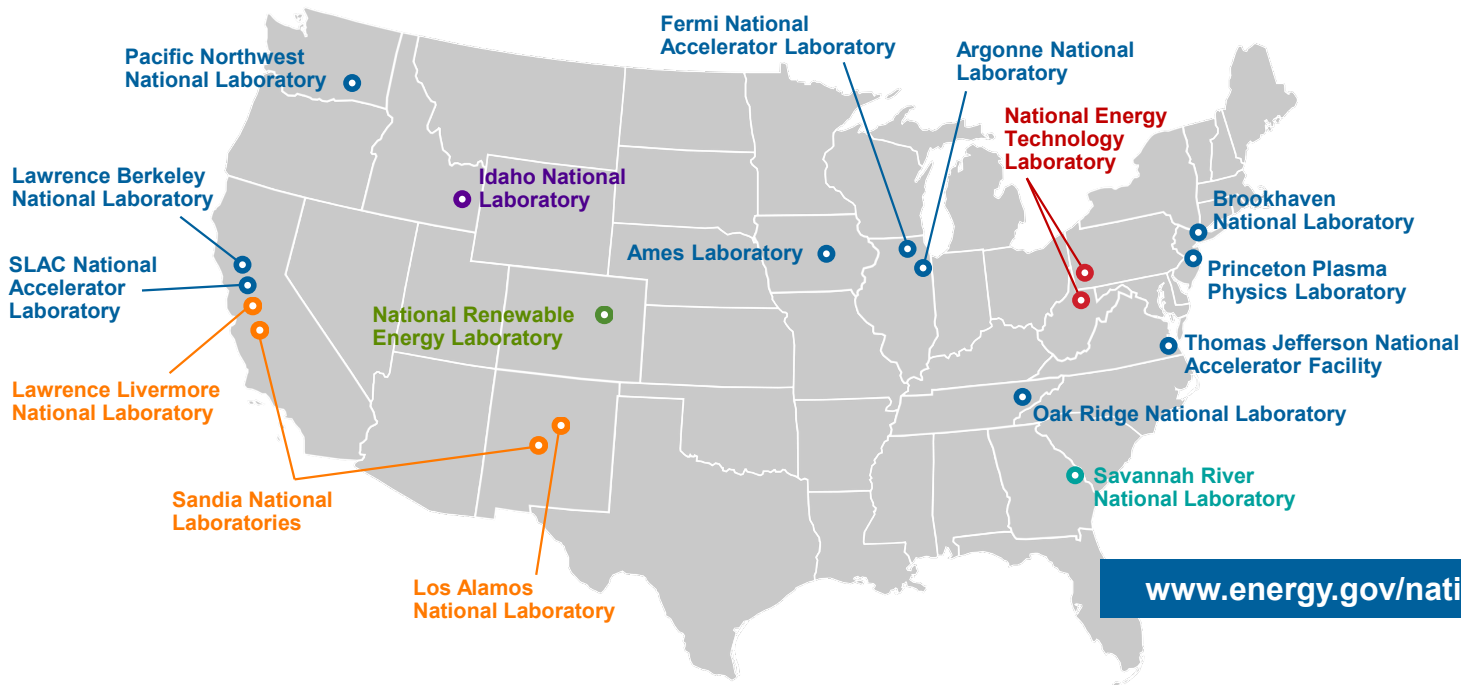 Fermi National
Accelerator Laboratory
Argonne National
Laboratory
Pacific Northwest
National Laboratory
National Energy
Technology
Laboratory
Lawrence Berkeley
National Laboratory
Idaho National
Laboratory
Brookhaven
National Laboratory
Ames Laboratory
SLAC National
Accelerator
Laboratory
Princeton Plasma
Physics Laboratory
National Renewable
Energy Laboratory
Thomas Jefferson National
Accelerator Facility
Lawrence Livermore
National Laboratory
Oak Ridge National Laboratory
Savannah River
National Laboratory
Sandia National
Laboratories
Los Alamos
National Laboratory
www.energy.gov/nati